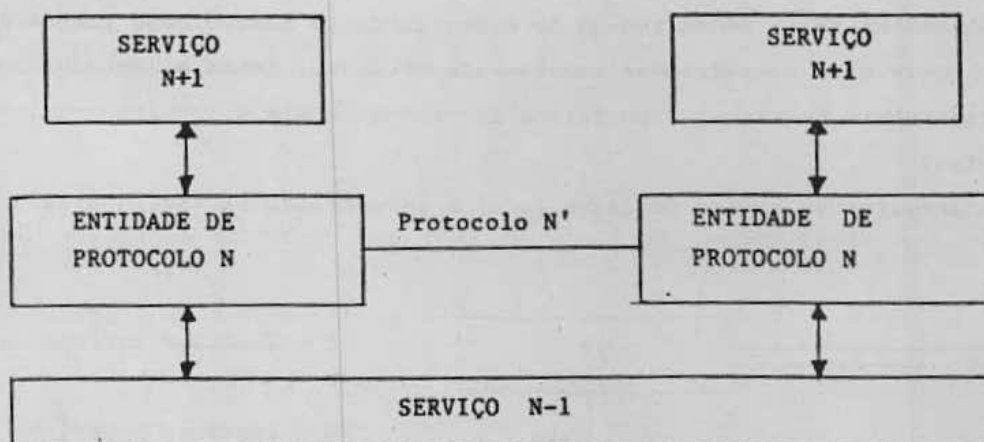 SERVIÇO
N+1
SERVIÇO
N+1
ENTIDADE DE
PROTOCOLO N
Protocolo N'
ENTIDADE DE
PROTOCOLO N
SERVIÇO N-1